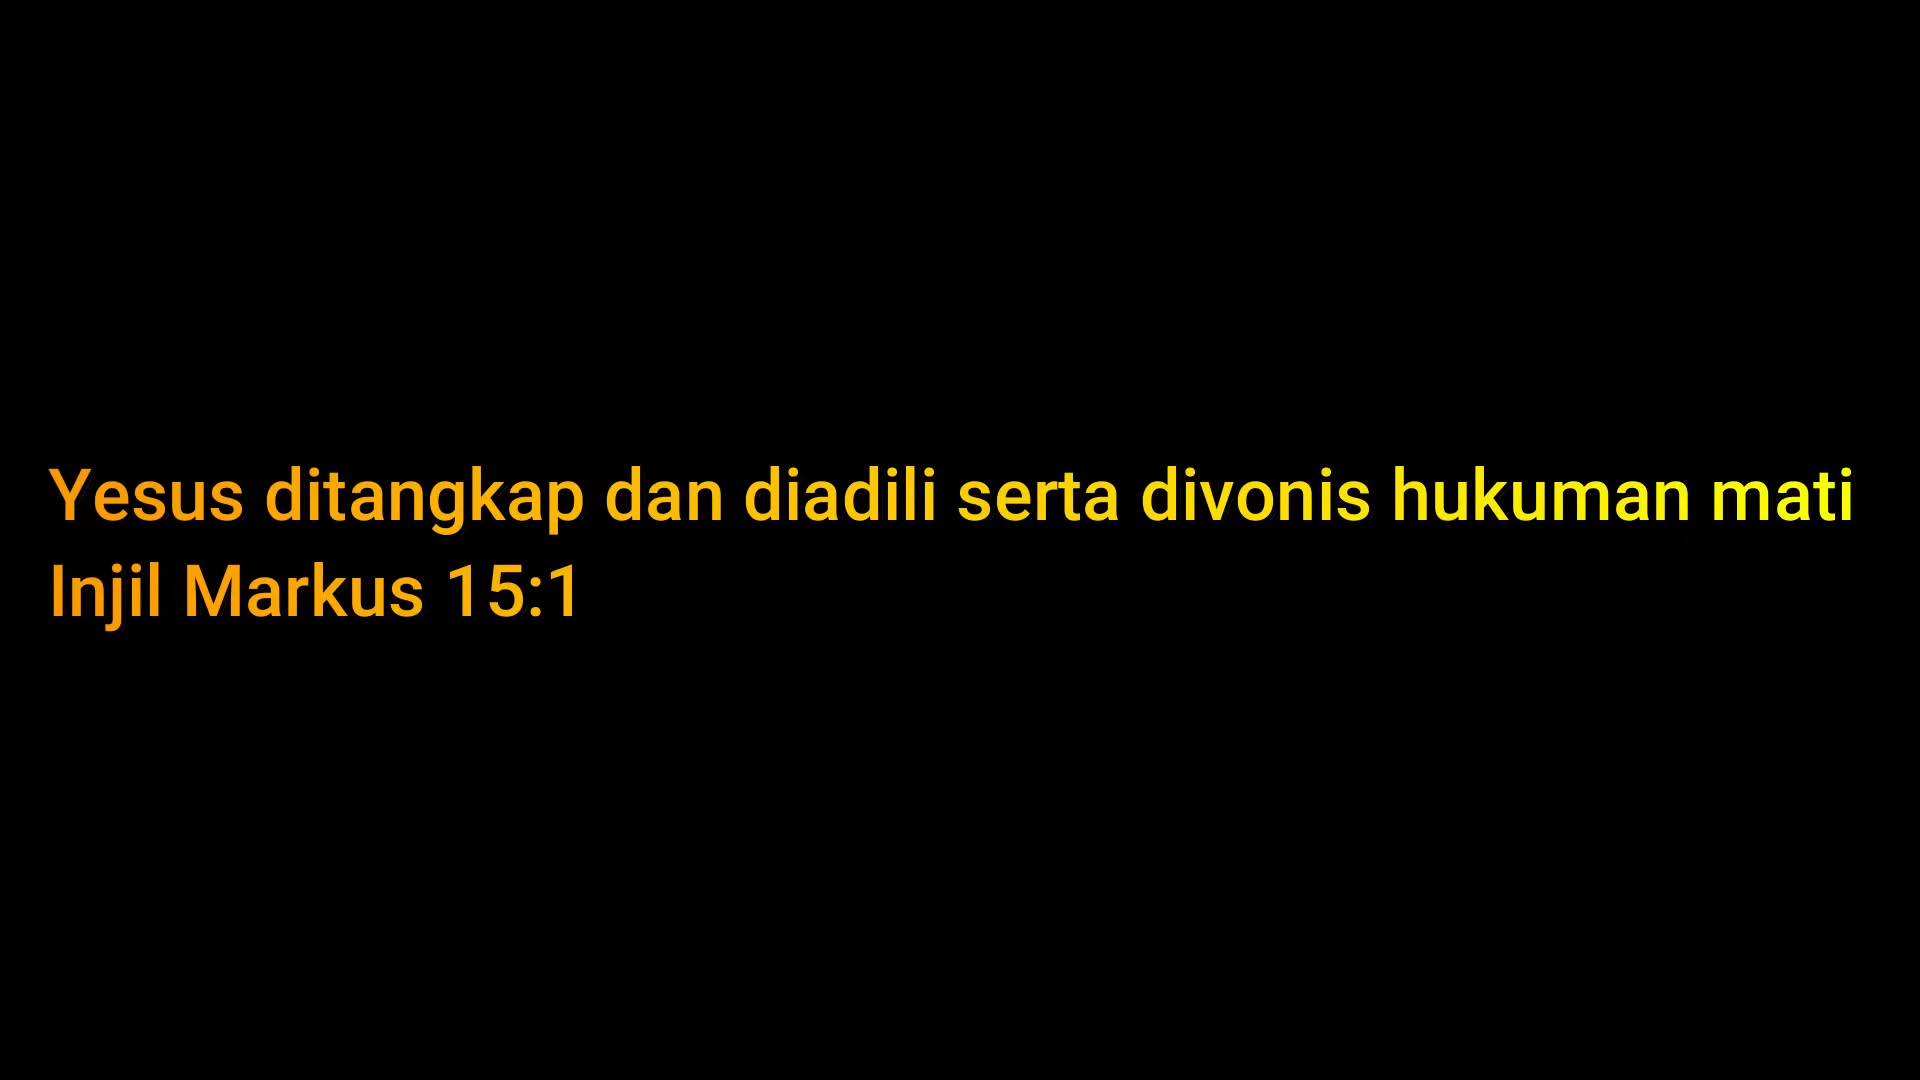 Yesus ditangkap dan diadili serta divonis hukuman mati
Injil Markus 15:1